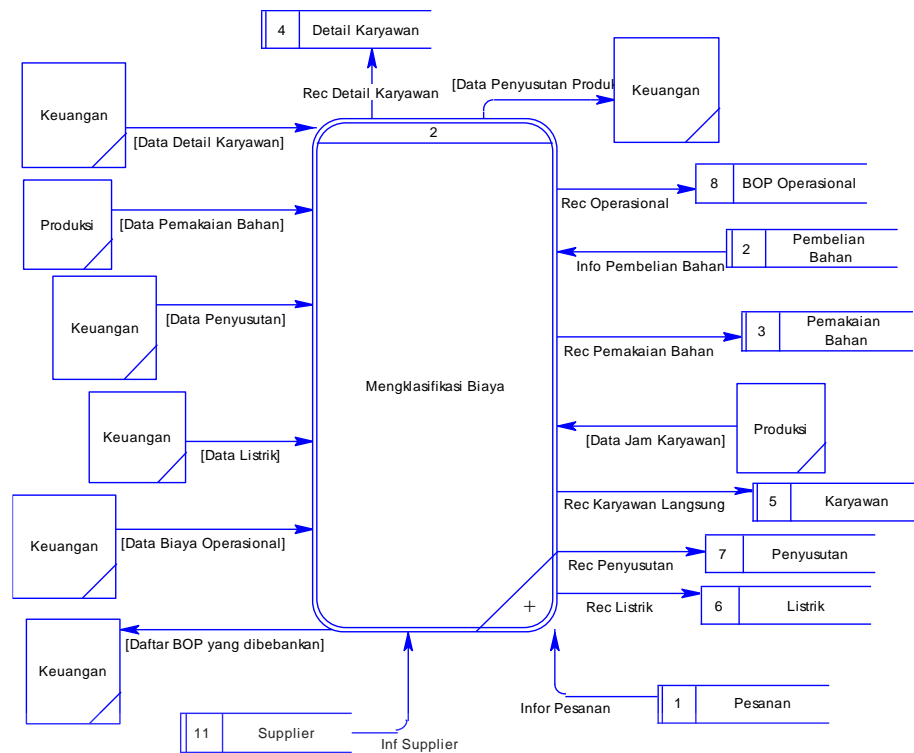 4 Detail Karyawan
Keuangan
Rec Detail Karyawan
[Data Penyusutan Produk
Keuangan
[Data Detail Karyawan]
2
Produksi
[Data Pemakaian Bahan]
Rec Operasional
8 BOP Operasional
Info Pembelian Bahan
2 Pembelian
Bahan
Keuangan
[Data Penyusutan]
Rec Pemakaian Bahan
3 Pemakaian
Bahan
Mengklasifikasi Biaya
Keuangan
[Data Listrik]
[Data Jam Karyawan]
Produksi
Rec Karyawan Langsung
5 Karyawan
Keuangan
[Data Biaya Operasional]
Rec Penyusutan
7 Penyusutan
Rec Listrik
6 Listrik
+
Keuangan
[Daftar BOP yang dibebankan]
Infor Pesanan
1 Pesanan
11 Supplier
Inf Supplier